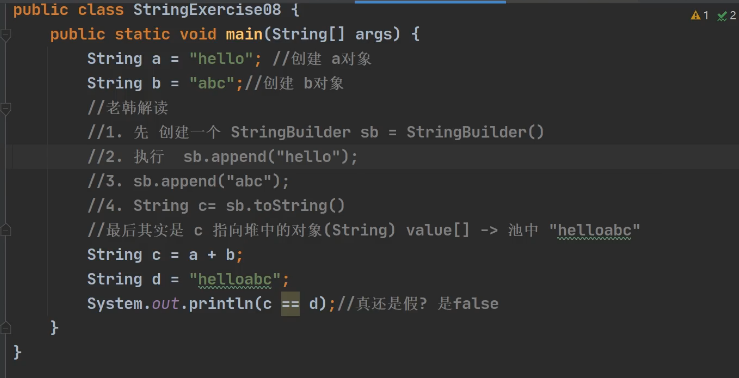 1 2
public class StringExercise08 {
public static void main(String[] args) {
String a = "hello"; //创建 a对象
String b = "abc";//创建 b对象
//老韩解读
//1. 先 创建一个 StringBuilder sb = StringBuilder()
//2. 执行  sb.append("hello");
//3. sb.append("abc");
//4. String c= sb.toString()
//最后其实是 c 指向堆中的对象(String) value[] -> 池中 "helloabc"
String c = a + b;
String d = "helloabc";
System.out.println(c == d);//真还是假? 是false
}
}